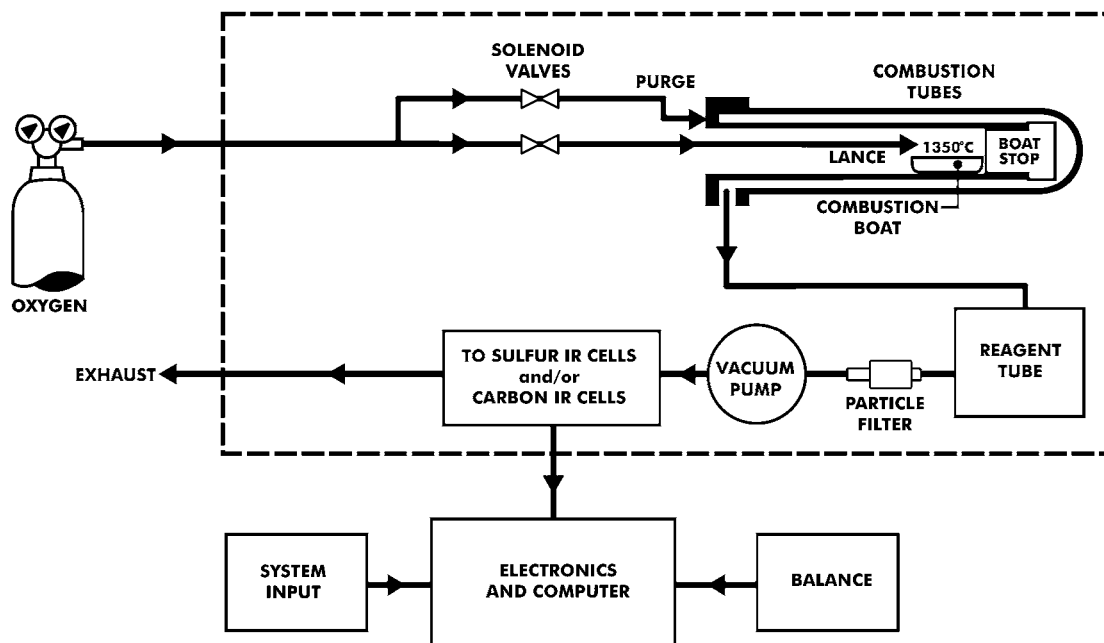 SOLENOID
VALVES
PURGE
COMBUSTION
TUBES
OXYGEN
LANCE
1350°C
BOAT
STOP
COMBUSTION
BOAT
EXHAUST
TO SULFUR IR CELLS
and/or
CARBON IR CELLS
VACUUM
PUMP
PARTICLE
FILTER
REAGENT
TUBE
SYSTEM
INPUT
ELECTRONICS
AND COMPUTER
BALANCE